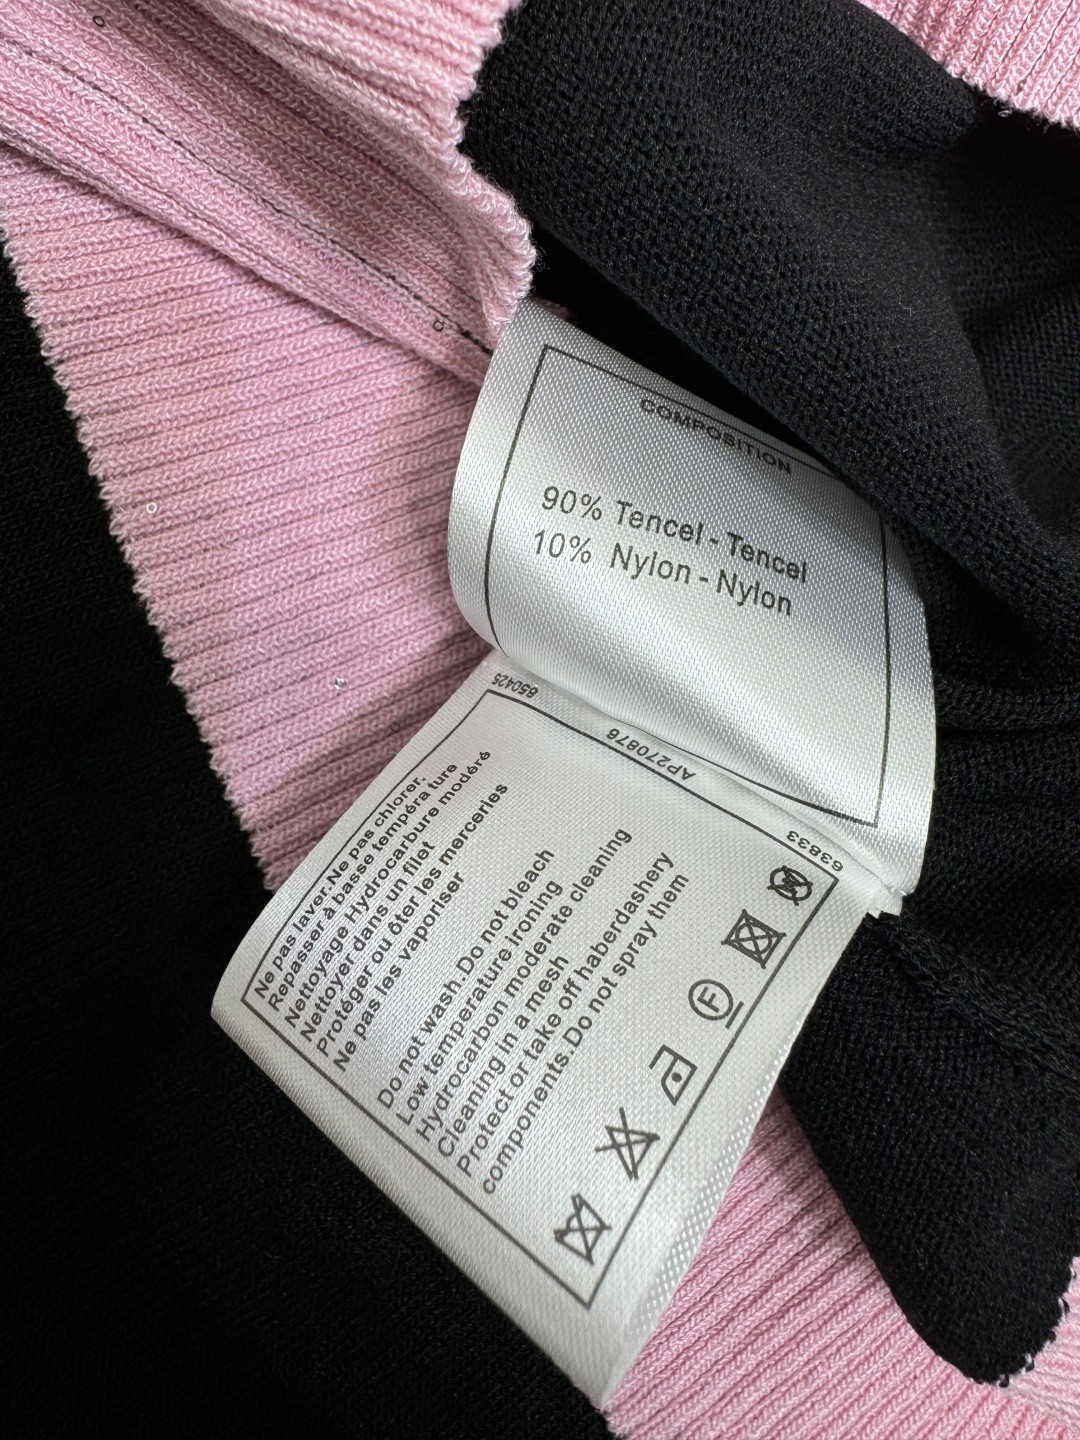 COMPOSITION
90% Tencel - Tencel
10% Nylon - Nylon
850425
AP270876
63833
Ne pas laver.Ne pas chlorer.
Repasser à basse tempéra ture
Nettoyage Hydrocarbure modéré
Nettoyer dans un filet
Protéger ou ôter les merceries
Ne pas les vaporiser
Do not wash.Do not bleach
Low temperature ironing
Hydrocarbon moderate cleaning
Cleaning in a mesh
Protect or take off haberdashery
components.Do not spray them
F